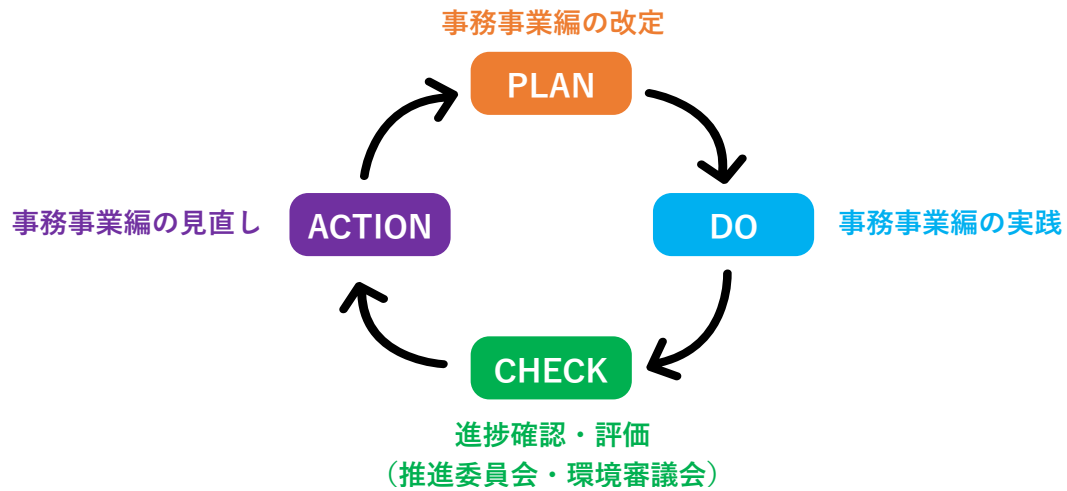 事務事業編の改定
PLAN
事務事業編の見直し
ACTION
DO
事務事業編の実践
CHECK
進捗確認・評価
（推進委員会・環境審議会）